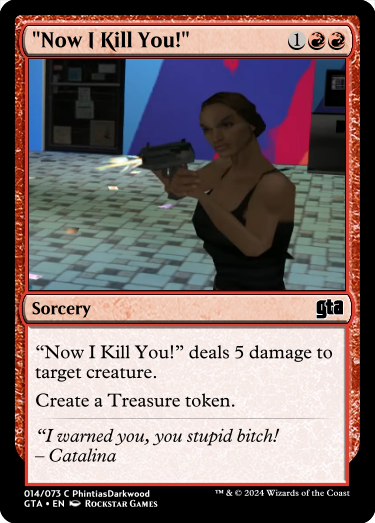 "Now I Kill You!"
1
Sorcery
gta
“Now I Kill You!” deals 5 damage to
target creature.
Create a Treasure token.
“I warned you, you stupid bitch!
– Catalina
014/073 C PhintiasDarkwood
™ & © 2024 Wizards of the Coast
GTA • EN Rockstar Games